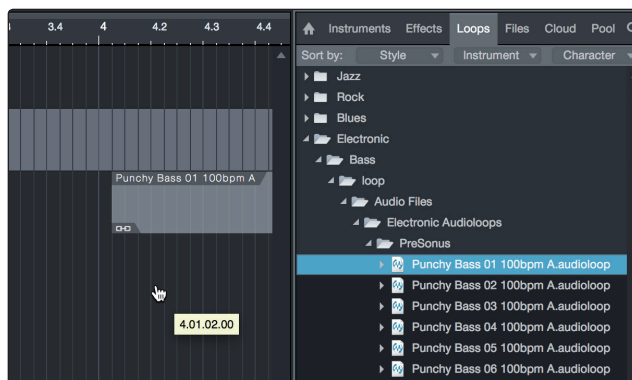 3.4 4 4.2 4.3 4.4
Instruments Effects Loops Files Cloud Pool
Sort by: Style Instrument Character
Jazz
Rock
Blues
Electronic
Bass
loop
Audio Files
Electronic Audioloops
PreSonus
Punchy Bass 01 100bpm A.audioloop
Punchy Bass 02 100bpm A.audioloop
Punchy Bass 03 100bpm A.audioloop
Punchy Bass 04 100bpm A.audioloop
Punchy Bass 05 100bpm A.audioloop
Punchy Bass 06 100bpm A.audioloop
Punchy Bass 01 100bpm A
4.01.02.00